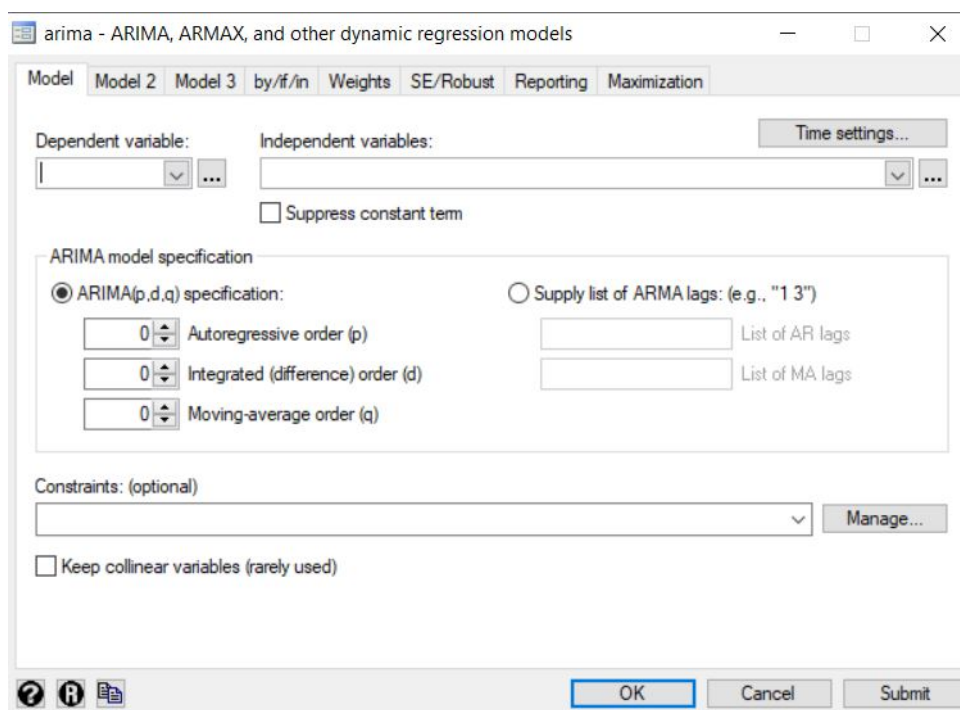 arima - ARIMA, ARMAX, and other dynamic regression models
Model Model 2 Model 3 by/if/in Weights SE/Robust Reporting Maximization
Time settings...
Dependent variable: Independent variables:
... ...
Suppress constant term
ARIMA model specification
ARIMA(p,d,q) specification: Supply list of ARMA lags: (e.g., "1 3")
0 Autoregressive order (p) List of AR lags
0 Integrated (difference) order (d) List of MA lags
0 Moving-average order (q)
Constraints: (optional)
Manage...
Keep collinear variables (rarely used)
? R OK Cancel Submit